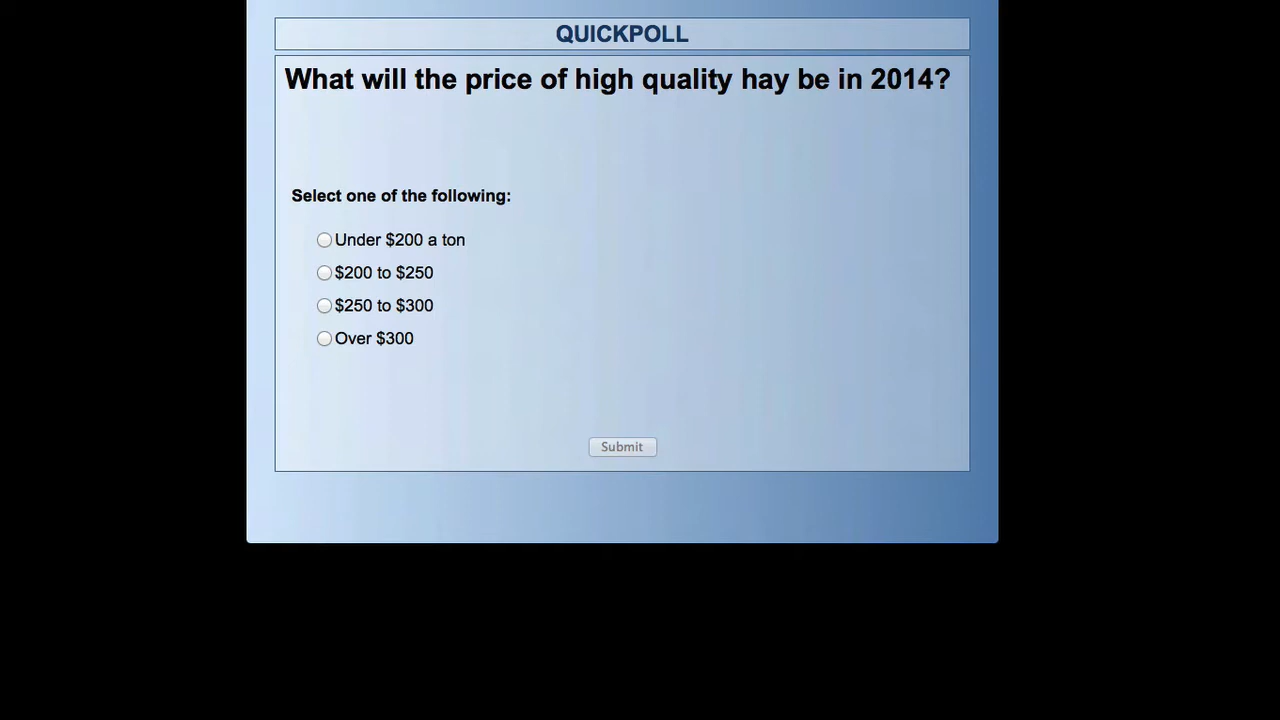 QUICKPOLL
What will the price of high quality hay be in 2014?
Select one of the following:
Under $200 a ton
$200 to $250
$250 to $300
Over $300
Submit